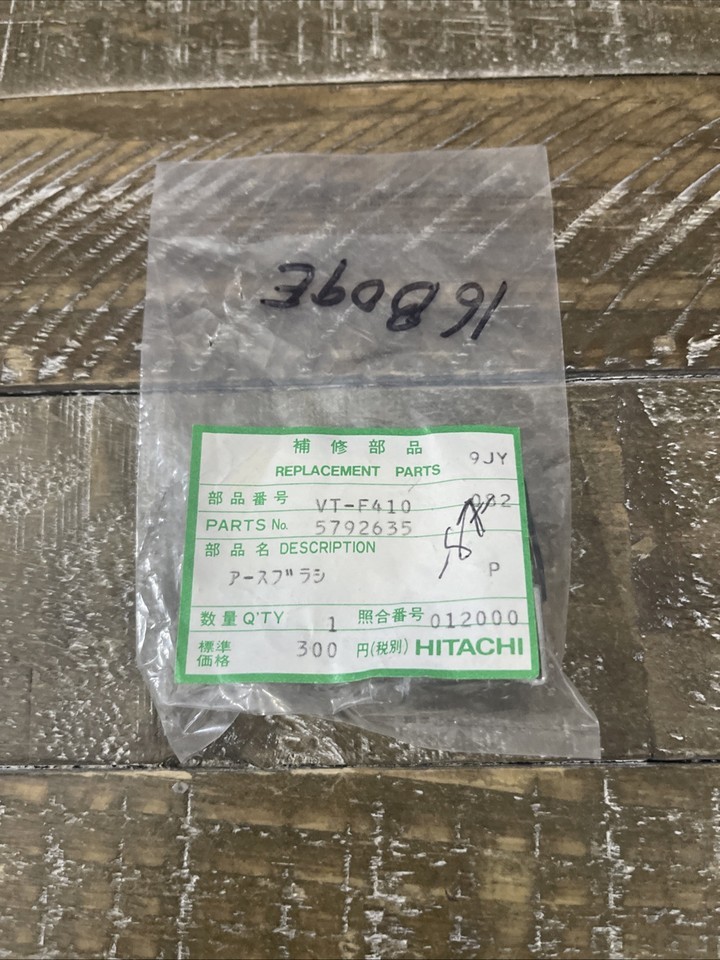 16B09E
補修部品 9JY
REPLACEMENT PARTS
部品番号 VT-F410 082
PARTS No. 5792635
部品名 DESCRIPTION
アースブラシ P
数量 Q'TY 1 照合番号 012000
標準価格 300 円(税別) HITACHI